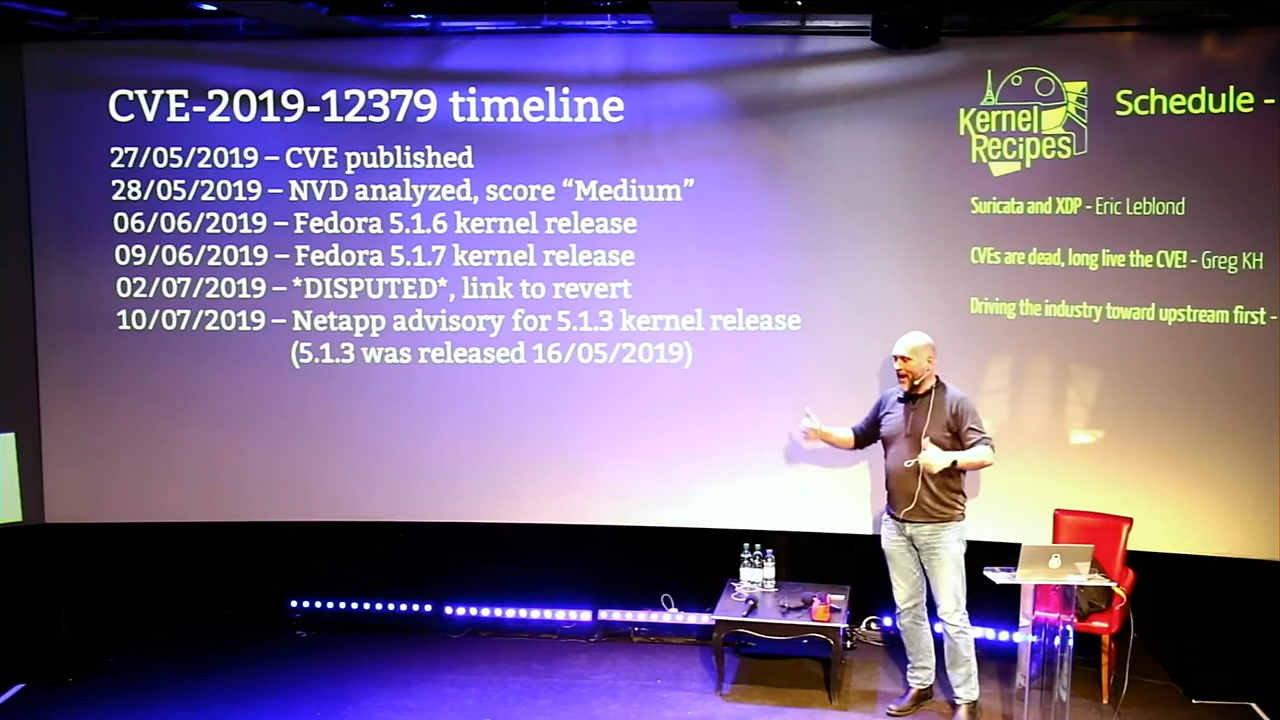 CVE-2019-12379 timeline
27/05/2019 – CVE published
28/05/2019 – NVD analyzed, score “Medium”
06/06/2019 – Fedora 5.1.6 kernel release
09/06/2019 – Fedora 5.1.7 kernel release
02/07/2019 – *DISPUTED*, link to revert
10/07/2019 – Netapp advisory for 5.1.3 kernel release
(5.1.3 was released 16/05/2019)
Kernel
Recipes
Schedule -
Suricata and XDP - Eric Leblond
CVEs are dead, long live the CVE! - Greg KH
Driving the industry toward upstream first -